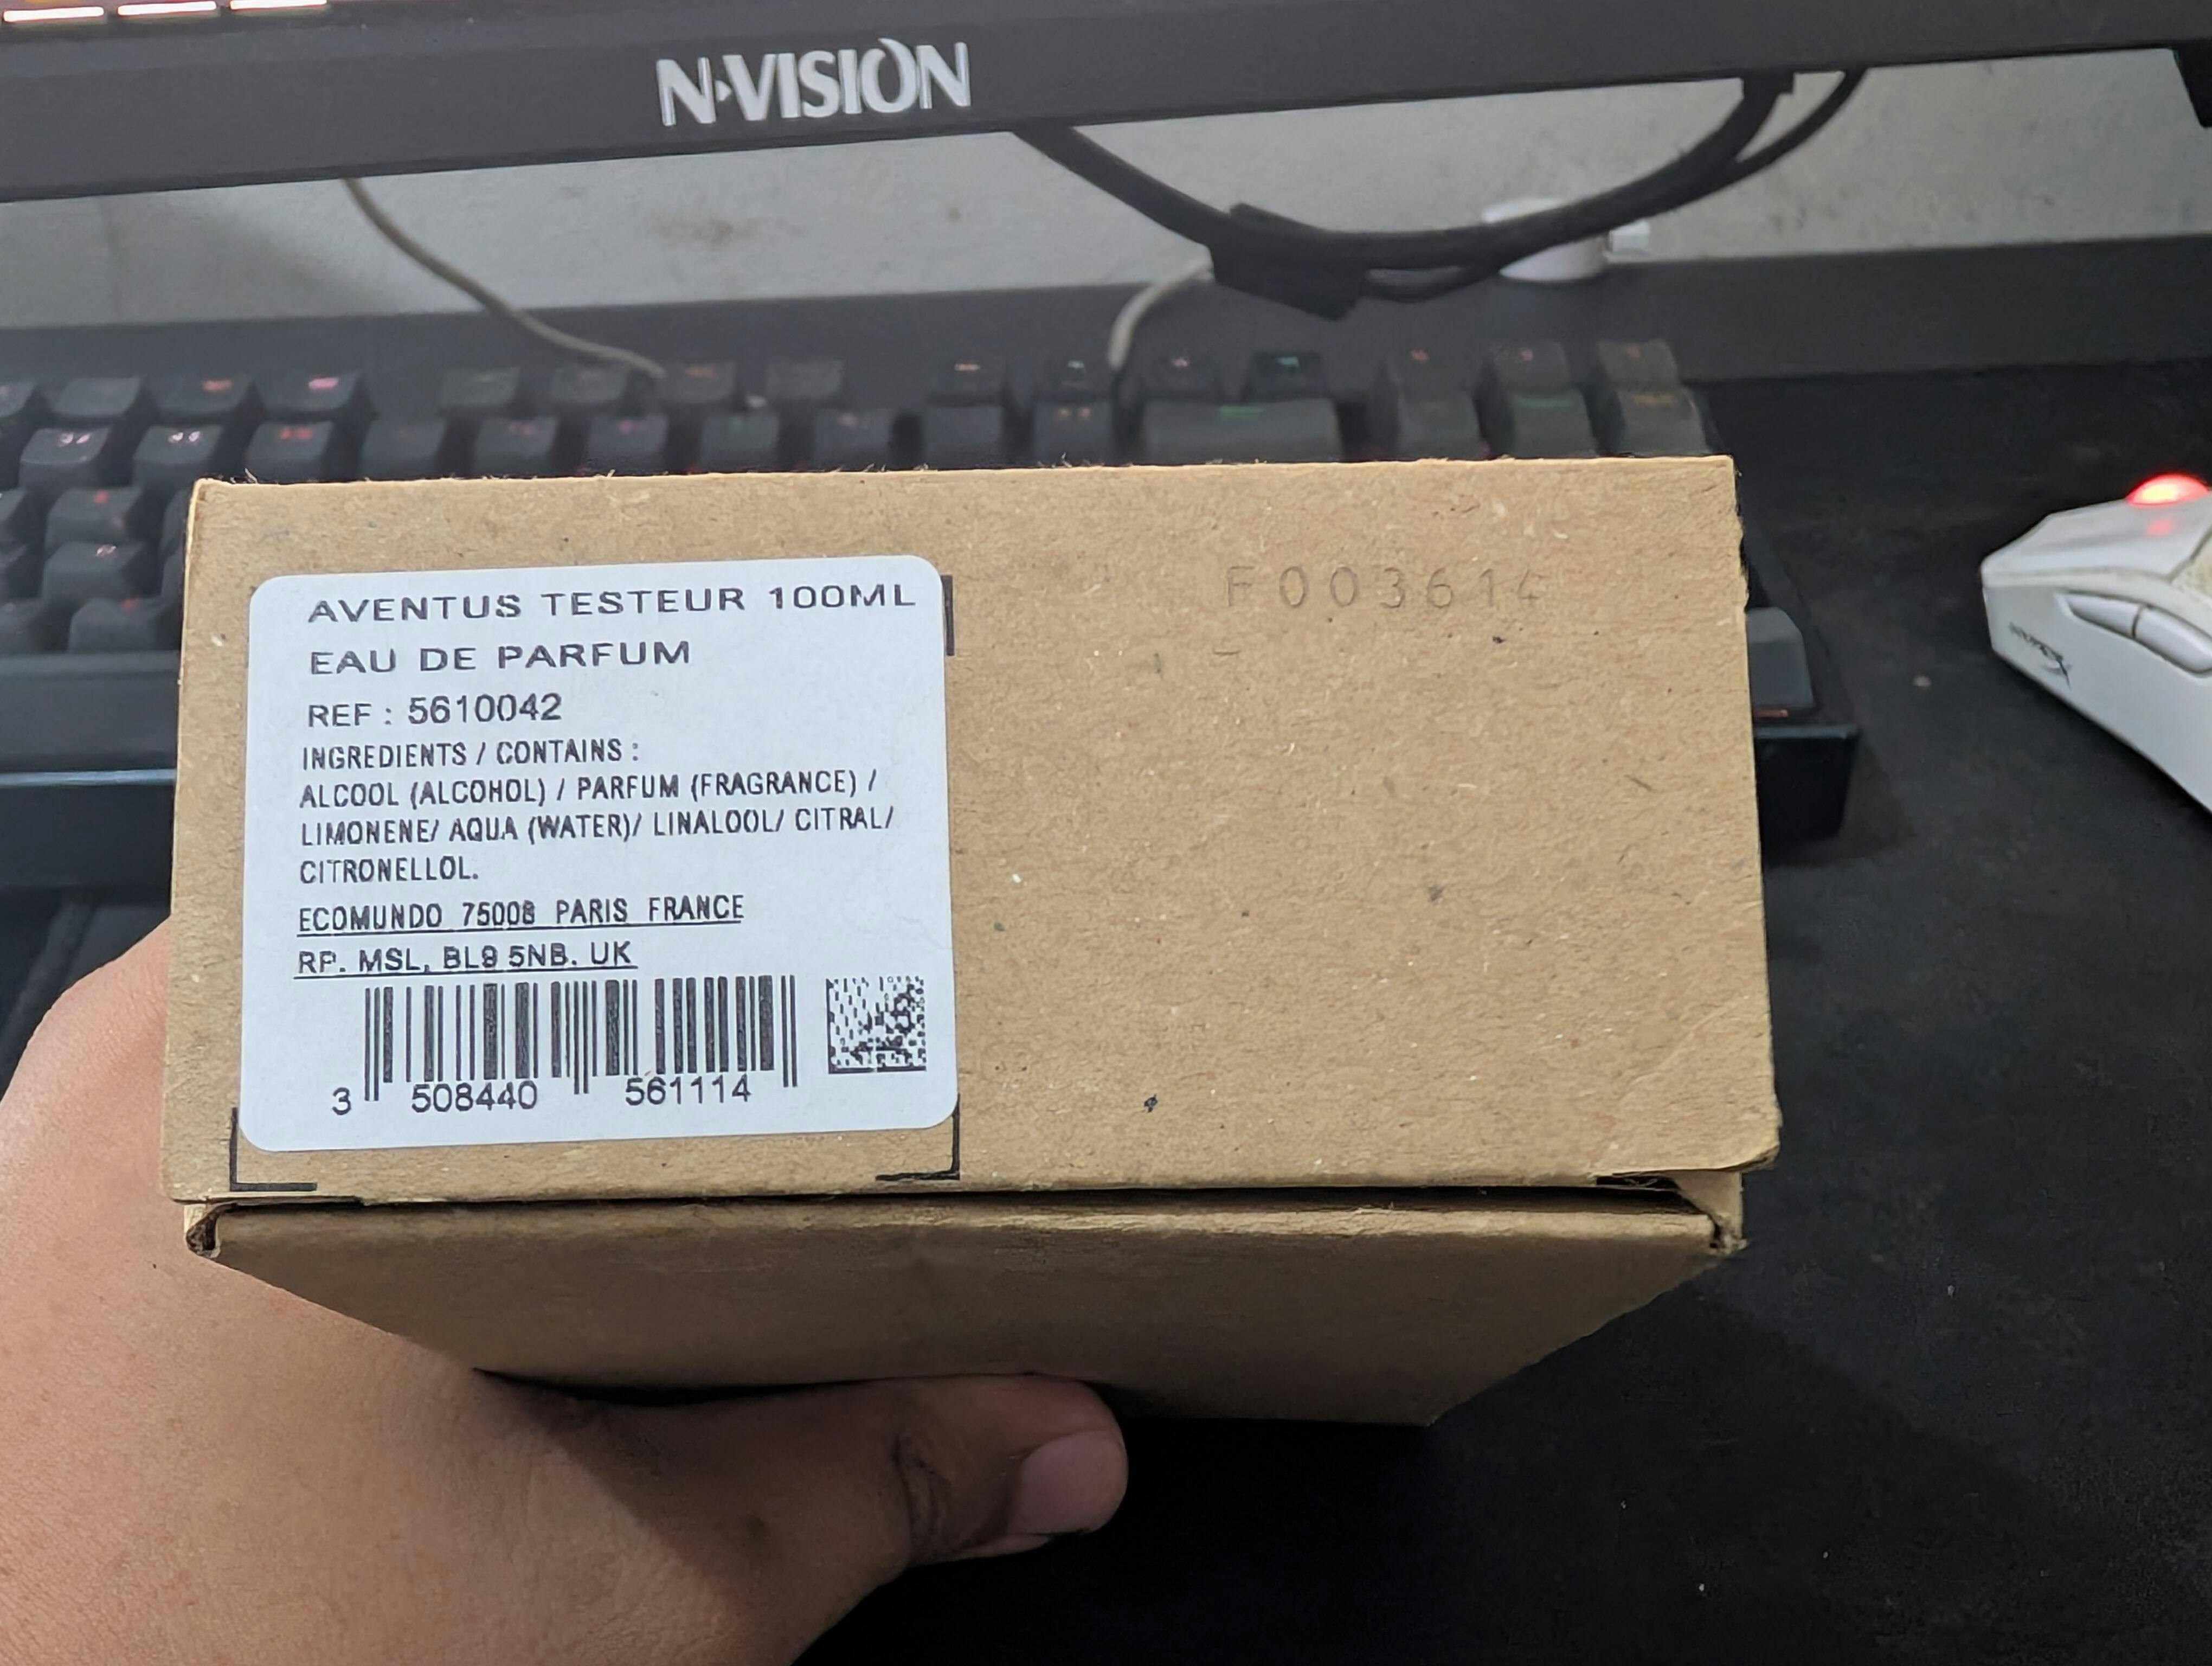 N·VISION
AVENTUS TESTEUR 100ML
EAU DE PARFUM
REF : 5610042
INGREDIENTS / CONTAINS :
ALCOOL (ALCOHOL) / PARFUM (FRAGRANCE) /
LIMONENE/ AQUA (WATER)/ LINALOOL/ CITRAL/
CITRONELLOL.
ECOMUNDO 75008 PARIS FRANCE
RP. MSL, BL9 5NB. UK
3 508440 561114
F003614